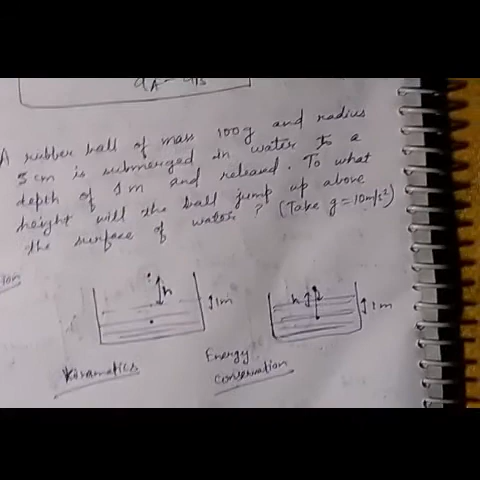 A rubber ball of mass 100g and radius
5 cm is submerged in water to a
depth of 1m and released. To what
height will the ball jump up above
the surface of water? (Take g=10m/s²)
h
1m
h
1m
Kinematics
Energy
conservation